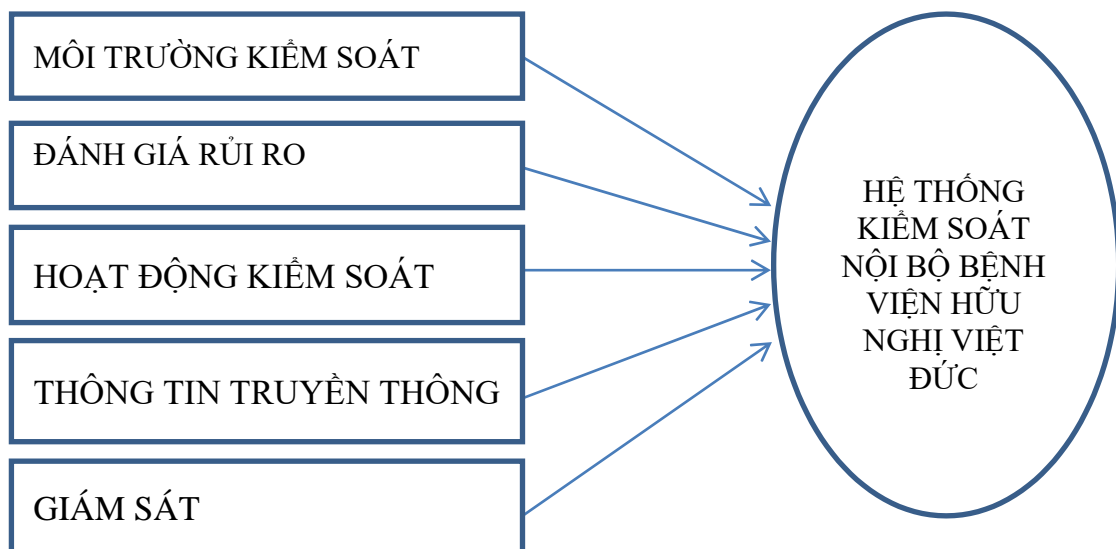 MÔI TRƯỜNG KIỂM SOÁT
ĐÁNH GIÁ RỦI RO
HOẠT ĐỘNG KIỂM SOÁT
THÔNG TIN TRUYỀN THÔNG
GIÁM SÁT
HỆ THỐNG
KIỂM SOÁT
NỘI BỘ BỆNH
VIỆN HỮU
NGHỊ VIỆT
ĐỨC